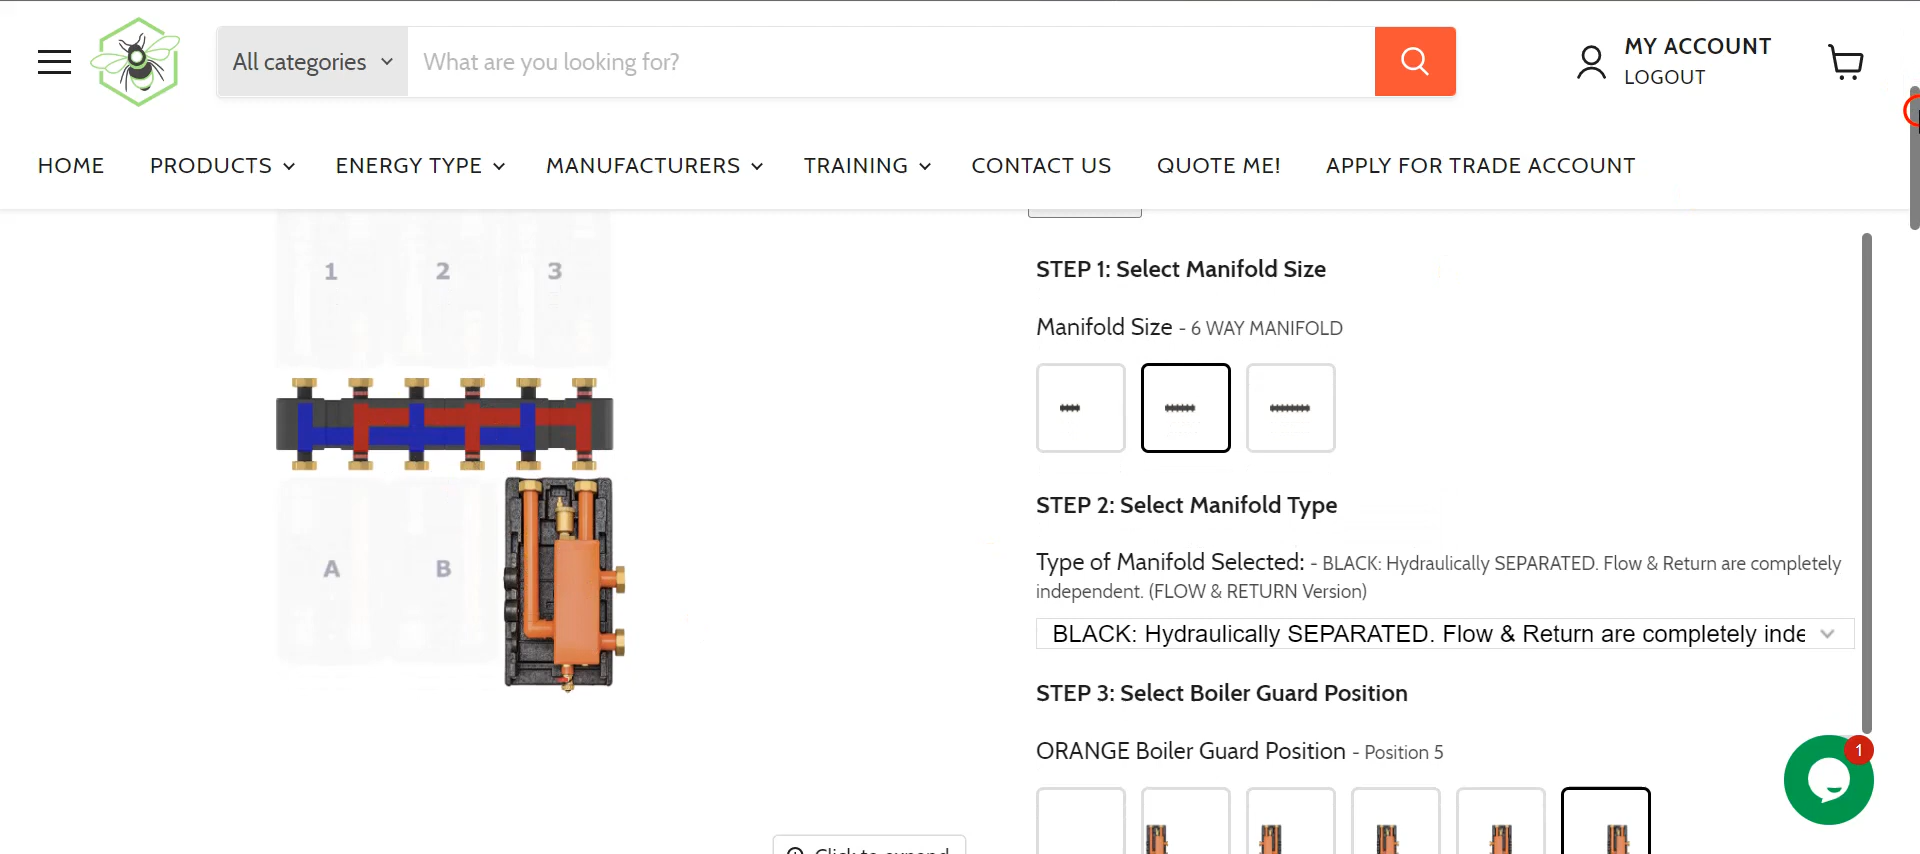 All categories
What are you looking for?
MY ACCOUNT
LOGOUT
HOME
PRODUCTS
ENERGY TYPE
MANUFACTURERS
TRAINING
CONTACT US
QUOTE ME!
APPLY FOR TRADE ACCOUNT
1
2
3
A
B
STEP 1: Select Manifold Size
Manifold Size - 6 WAY MANIFOLD
STEP 2: Select Manifold Type
Type of Manifold Selected: - BLACK: Hydraulically SEPARATED. Flow & Return are completely
independent. (FLOW & RETURN Version)
BLACK: Hydraulically SEPARATED. Flow & Return are completely inde
STEP 3: Select Boiler Guard Position
ORANGE Boiler Guard Position - Position 5
1
Click to expand